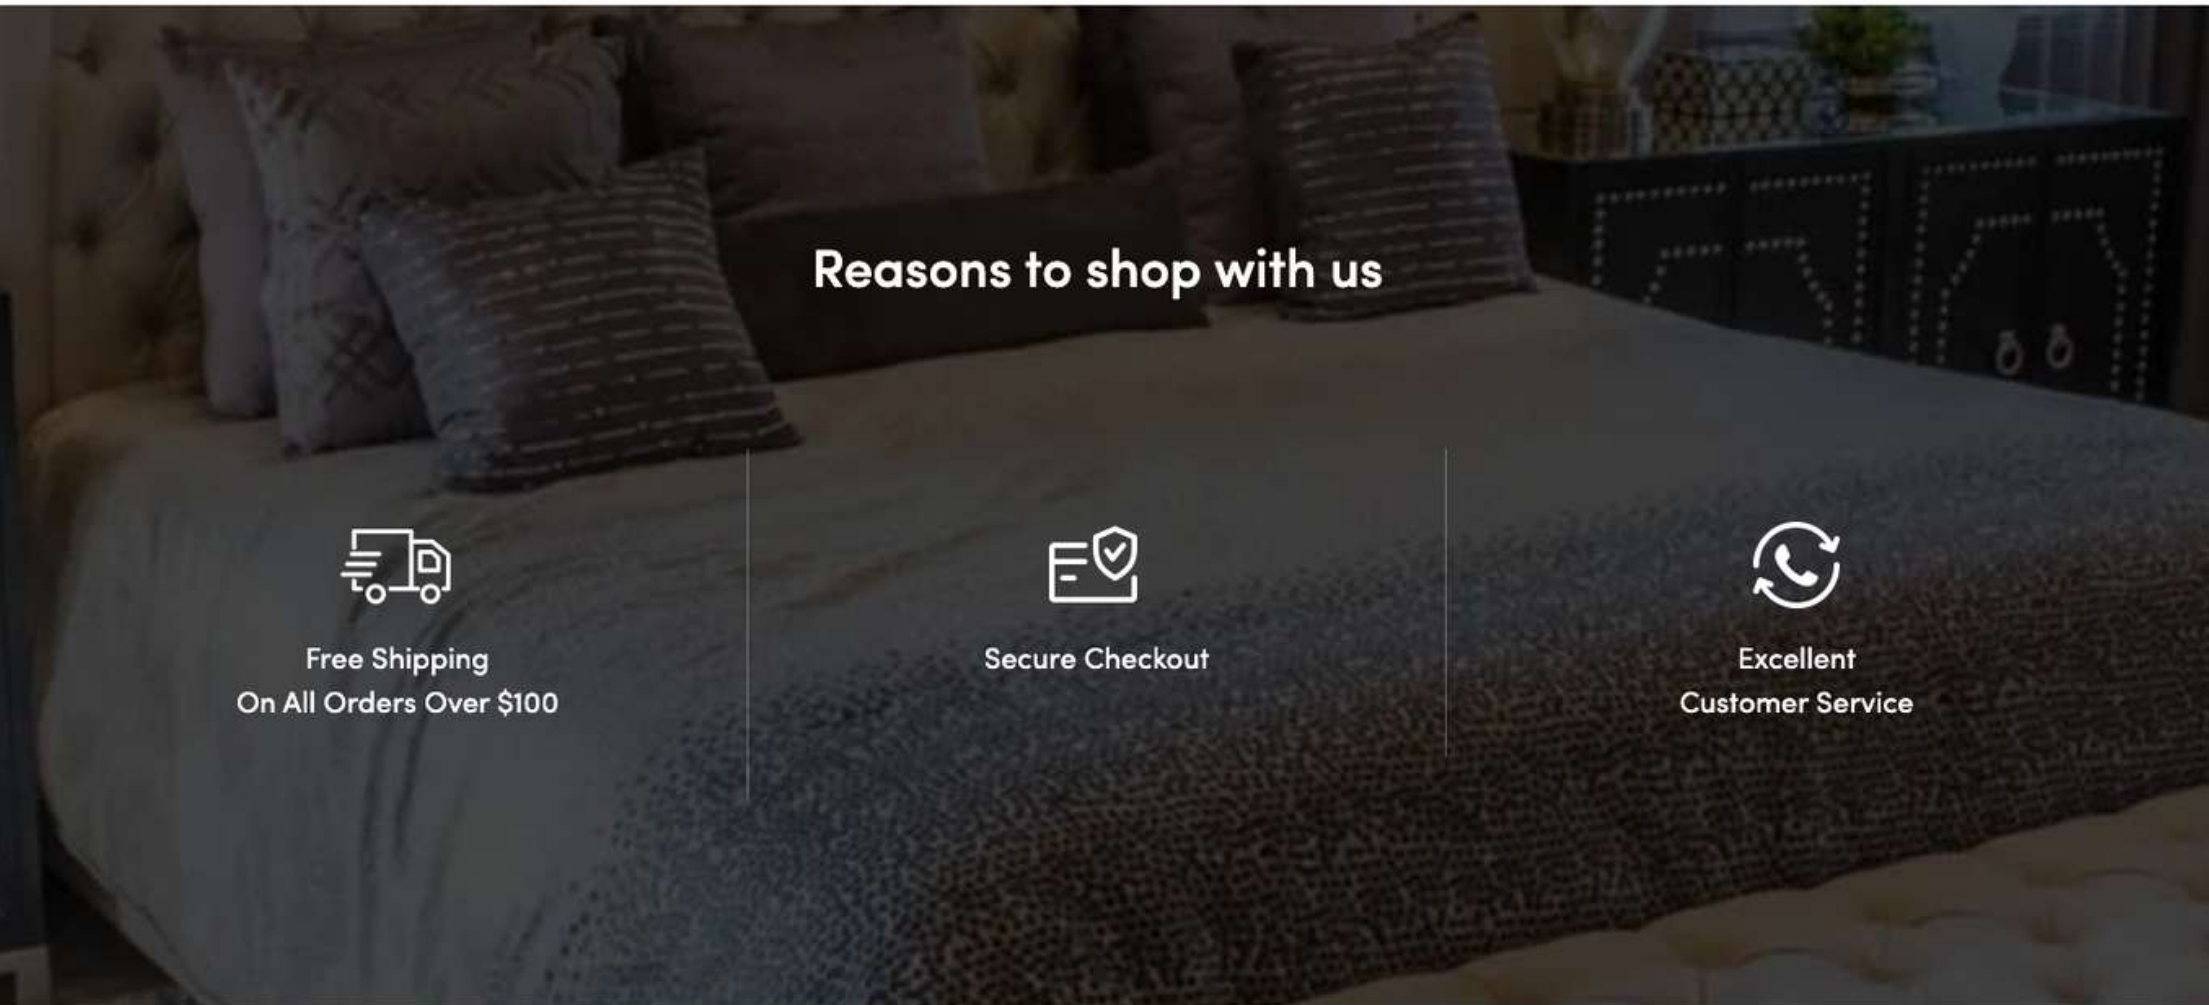 Reasons to shop with us
Free Shipping
On All Orders Over $100
Secure Checkout
Excellent
Customer Service